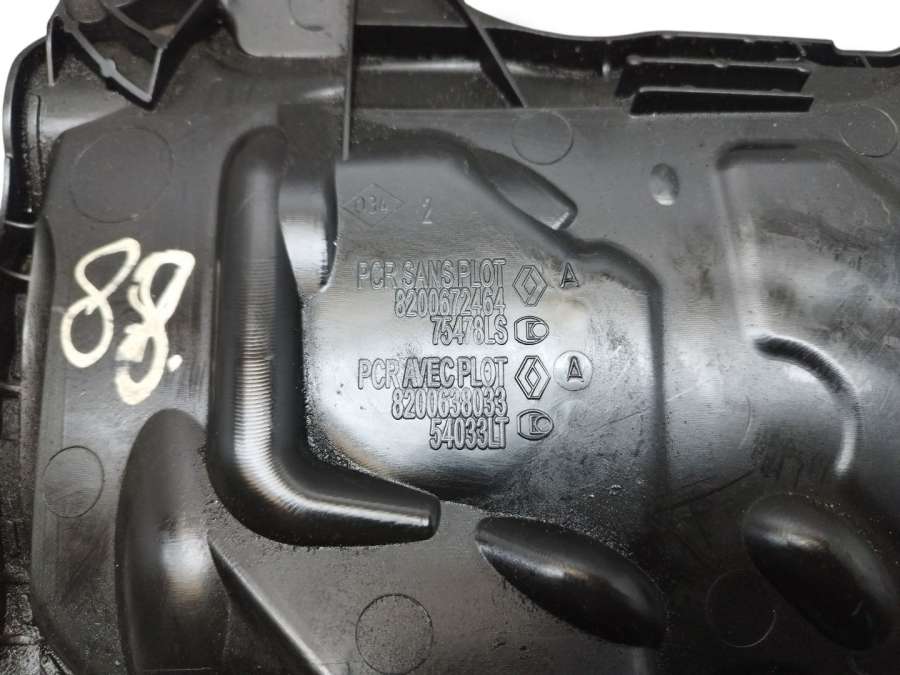 034 2
PCR SANS PLOT A
8200672464
75478LS K
PCR AVEC PLOT A
8200638033
54033LT K
88.